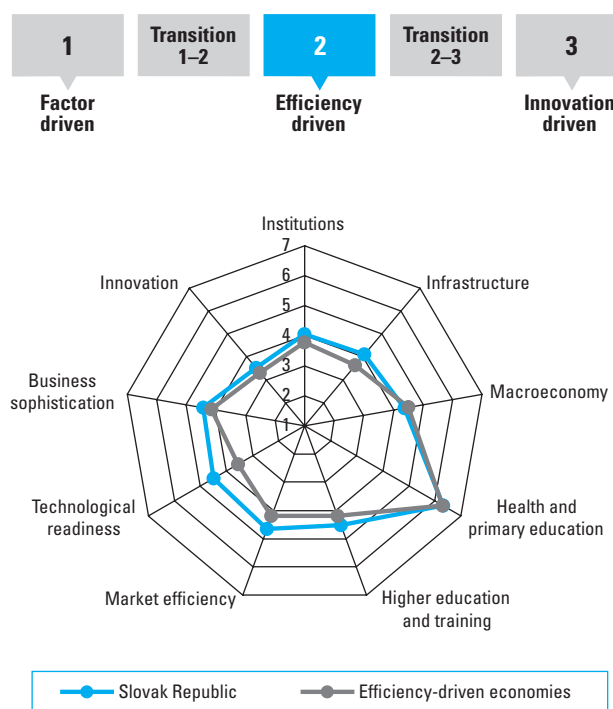 1
Transition
1–2
2
Transition
2–3
3
Factor
driven
Efficiency
driven
Innovation
driven
Institutions
7
6
5
4
3
2
1
Innovation
Infrastructure
Business
sophistication
Macroeconomy
Technological
readiness
Health and
primary education
Market efficiency
Higher education
and training
Slovak Republic
Efficiency-driven economies